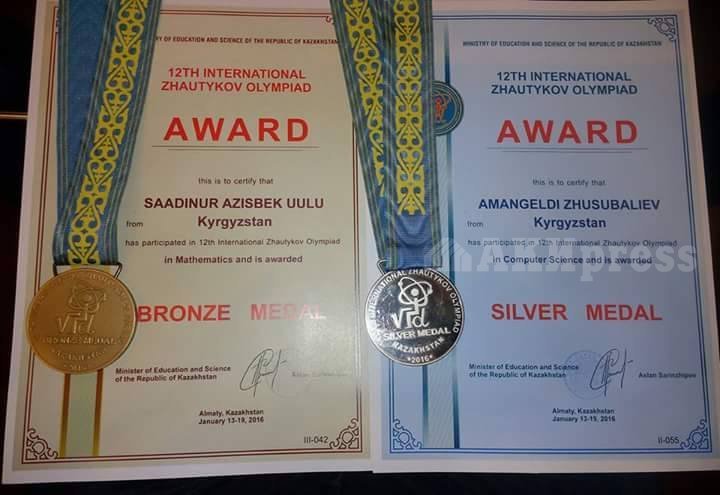 RY OF EDUCATION AND SCIENCE OF THE REPUBLIC OF KAZAKHSTAN
12TH INTERNATIONAL
ZHAUTYKOV OLYMPIAD
AWARD
this is to certify that
SAADINUR AZISBEK UULU
from Kyrgyzstan
has participated in 12th International Zhautykov Olympiad
in Mathematics and is awarded
BRONZE MEDAL
Minister of Education and Science
of the Republic of Kazakhstan
Aslan
Almaty, Kazakhstan
January 13-19, 2016
III-042
BRONZE MEDAL
MINISTRY OF EDUCATION AND SCIENCE OF THE REPUBLIC OF KAZAKHSTAN
12TH INTERNATIONAL
ZHAUTYKOV OLYMPIAD
AWARD
this is to certify that
AMANGELDI ZHUSUBALIEV
from Kyrgyzstan
has participated in 12th International Zhautykov Olympiad
in Computer Science and is awarded
SILVER MEDAL
Minister of Education and Science
of the Republic of Kazakhstan
Aslan Sarinzhipov
Almaty, Kazakhstan
January 13-19, 2016
II-055
INTERNATIONAL ZHAUTYKOV OLYMPIAD
SILVER MEDAL
KAZAKHSTAN
*2016*
AKIpress